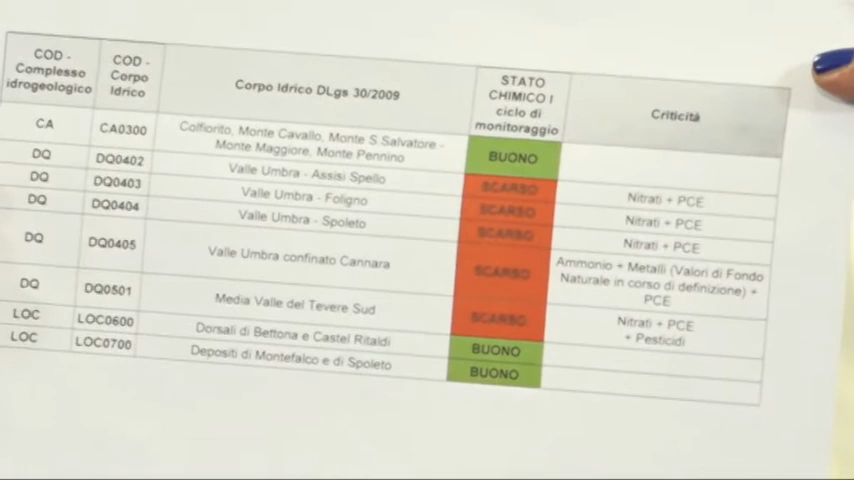 COD - Complesso idrogeologico
COD - Corpo Idrico
Corpo Idrico DLgs 30/2009
STATO CHIMICO I ciclo di monitoraggio
Criticità
CA
CA0300
Colfiorito, Monte Cavallo, Monte S Salvatore -
Monte Maggiore, Monte Pennino
BUONO
DQ
DQ0402
Valle Umbra - Assisi Spello
SCARSO
Nitrati + PCE
DQ
DQ0403
Valle Umbra - Foligno
SCARSO
Nitrati + PCE
DQ
DQ0404
Valle Umbra - Spoleto
SCARSO
Nitrati + PCE
DQ
DQ0405
Valle Umbra confinato Cannara
SCARSO
Ammonio + Metalli (Valori di Fondo
Naturale in corso di definizione) +
PCE
DQ
DQ0501
Media Valle del Tevere Sud
SCARSO
Nitrati + PCE
+ Pesticidi
LOC
LOC0600
Dorsali di Bettona e Castel Ritaldi
BUONO
LOC
LOC0700
Depositi di Montefalco e di Spoleto
BUONO